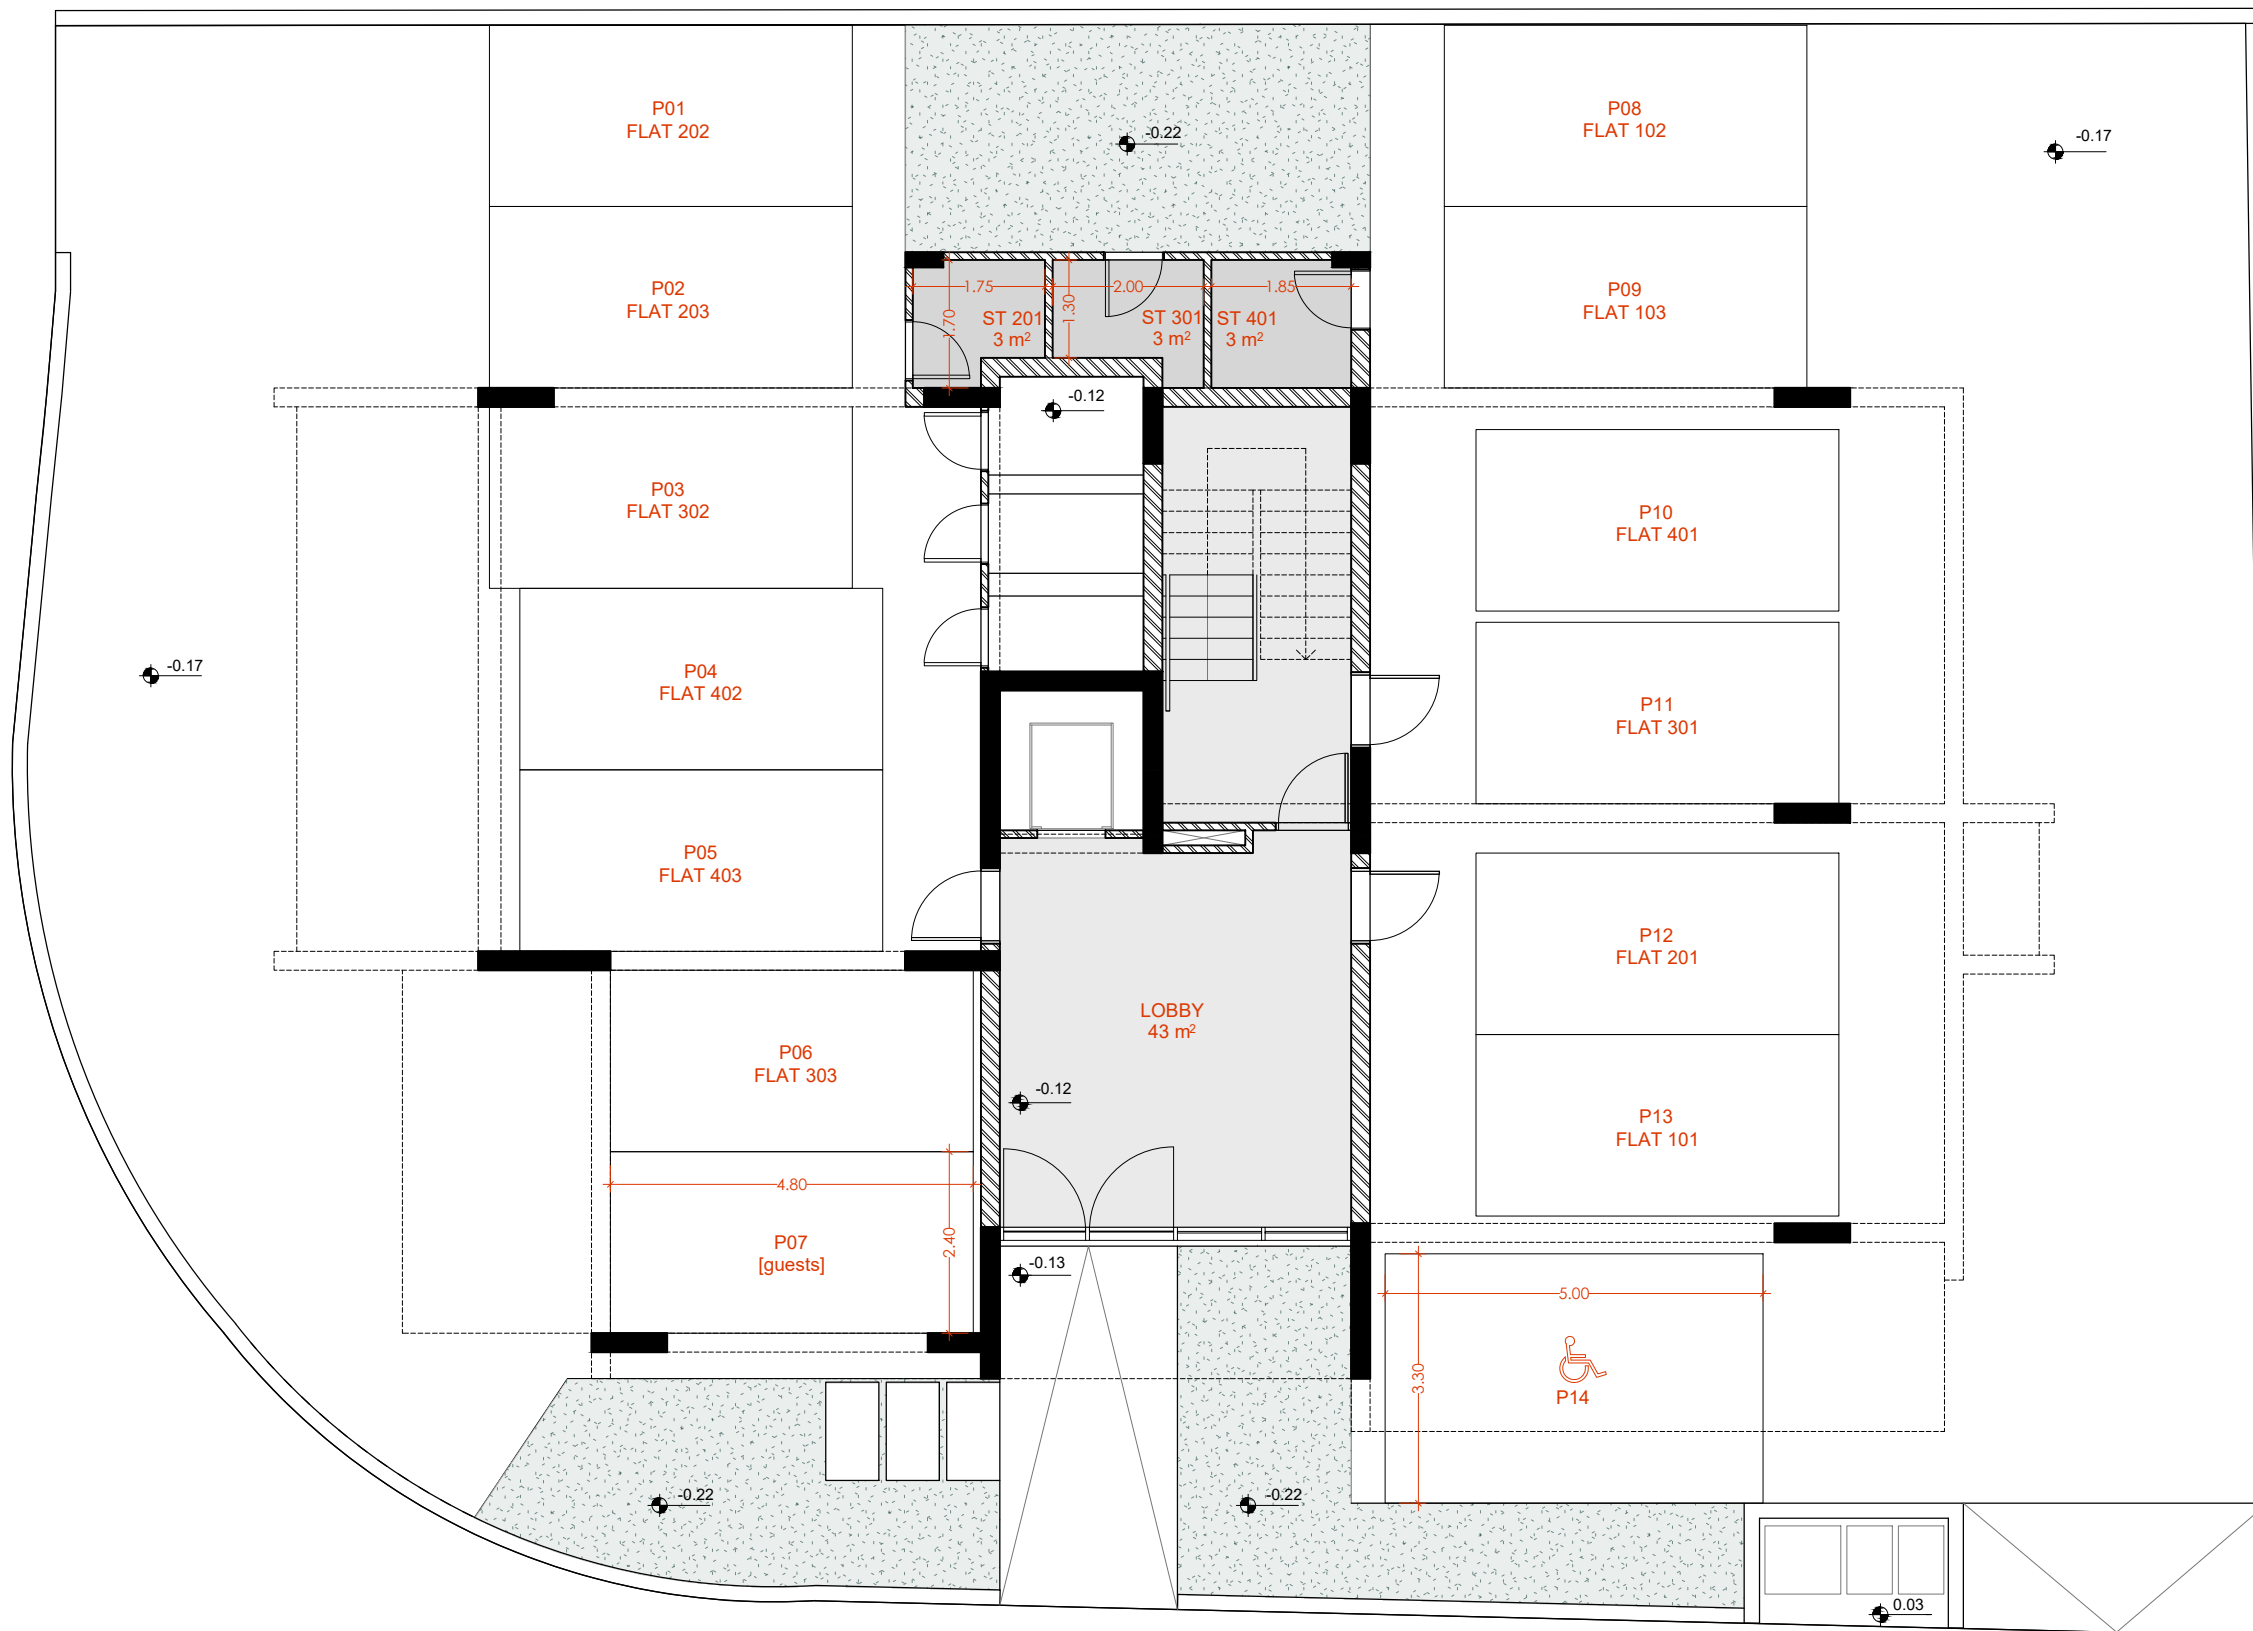 P01
FLAT 202
P08
FLAT 102
-0.22
-0.17
P02
FLAT 203
P09
FLAT 103
1.75
2.00
1.85
1.70
1.30
ST 201
3 m²
ST 301
3 m²
ST 401
3 m²
-0.12
P03
FLAT 302
P10
FLAT 401
-0.17
P04
FLAT 402
P11
FLAT 301
P05
FLAT 403
P12
FLAT 201
LOBBY
43 m²
P06
FLAT 303
-0.12
P13
FLAT 101
4.80
2.40
P07
[guests]
-0.13
5.00
3.30
P14
-0.22
-0.22
0.03